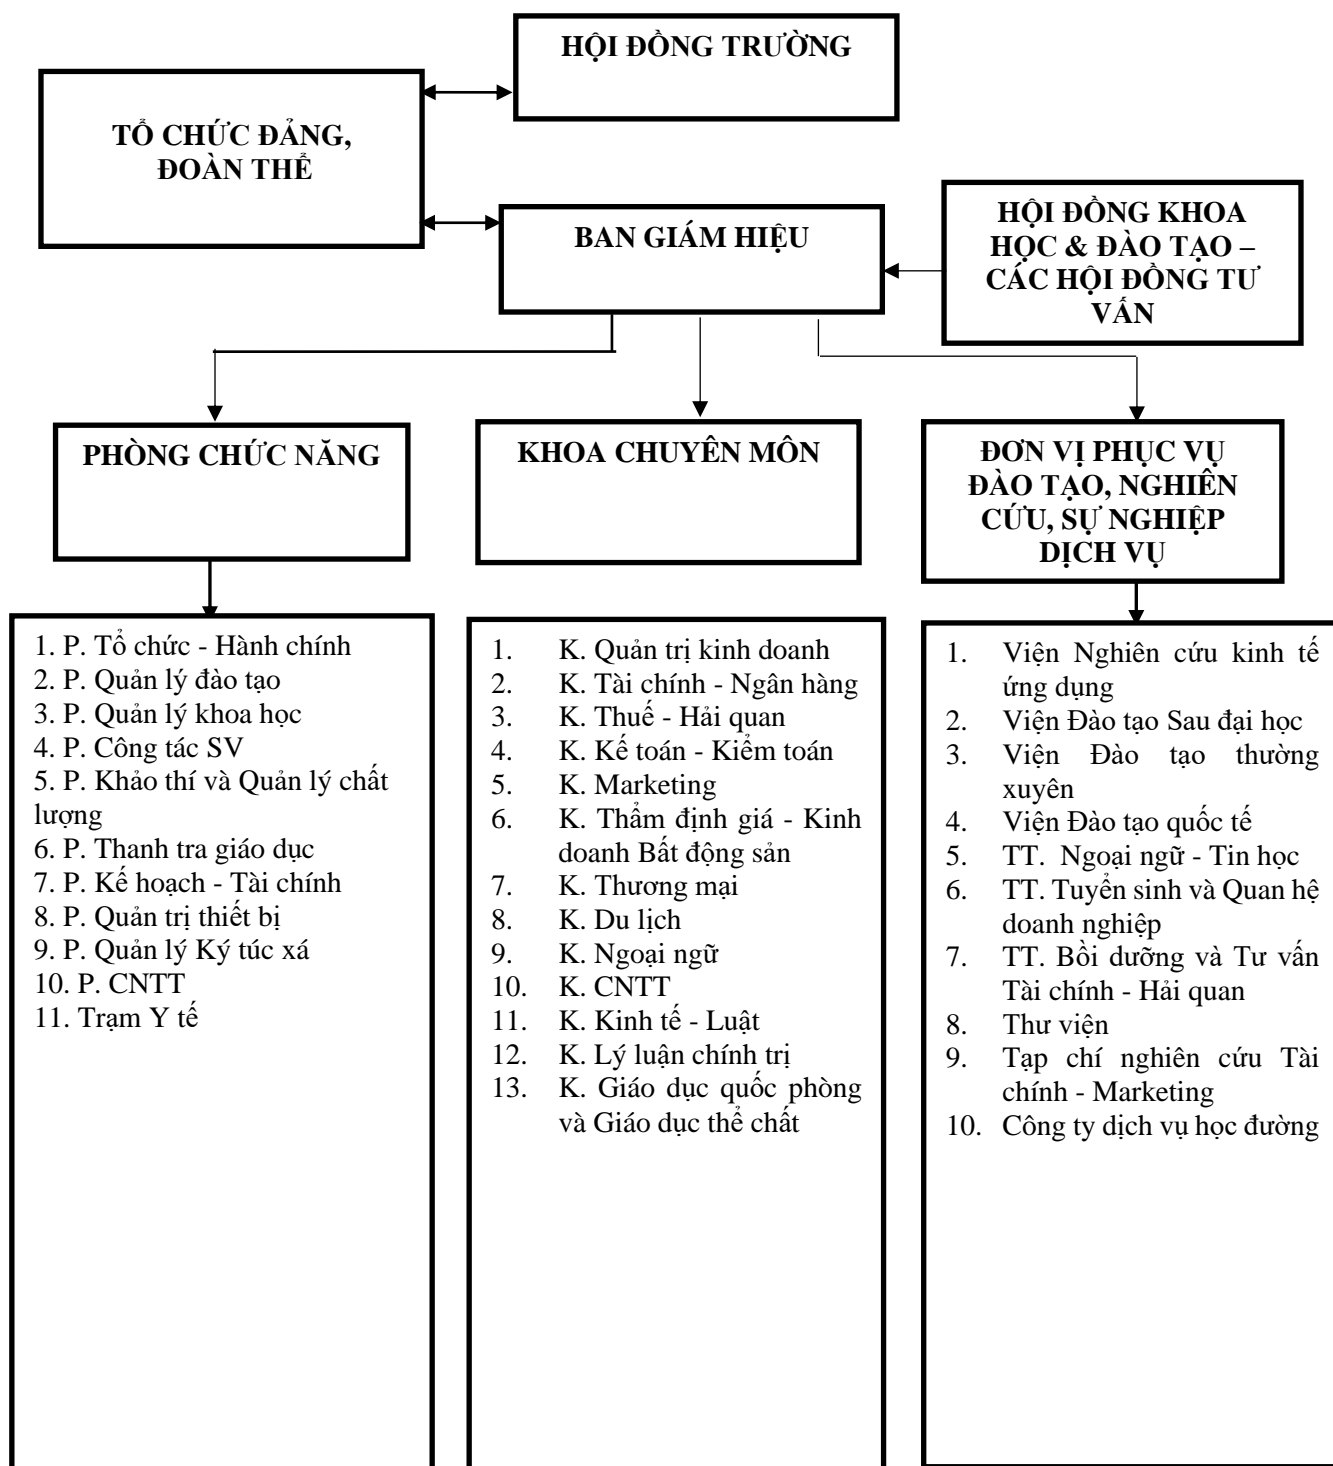 HỘI ĐỒNG TRƯỜNG
TỔ CHỨC ĐẢNG,
ĐOÀN THỂ
BAN GIÁM HIỆU
HỘI ĐỒNG KHOA
HỌC & ĐÀO TẠO –
CÁC HỘI ĐỒNG TƯ
VẤN
PHÒNG CHỨC NĂNG
KHOA CHUYÊN MÔN
ĐƠN VỊ PHỤC VỤ
ĐÀO TẠO, NGHIÊN
CỨU, SỰ NGHIỆP
DỊCH VỤ
1. P. Tổ chức - Hành chính
2. P. Quản lý đào tạo
3. P. Quản lý khoa học
4. P. Công tác SV
5. P. Khảo thí và Quản lý chất
lượng
6. P. Thanh tra giáo dục
7. P. Kế hoạch - Tài chính
8. P. Quản trị thiết bị
9. P. Quản lý Ký túc xá
10. P. CNTT
11. Trạm Y tế
1. K. Quản trị kinh doanh
2. K. Tài chính - Ngân hàng
3. K. Thuế - Hải quan
4. K. Kế toán - Kiểm toán
5. K. Marketing
6. K. Thẩm định giá - Kinh
doanh Bất động sản
7. K. Thương mại
8. K. Du lịch
9. K. Ngoại ngữ
10. K. CNTT
11. K. Kinh tế - Luật
12. K. Lý luận chính trị
13. K. Giáo dục quốc phòng
và Giáo dục thể chất
1. Viện Nghiên cứu kinh tế
ứng dụng
2. Viện Đào tạo Sau đại học
3. Viện Đào tạo thường
xuyên
4. Viện Đào tạo quốc tế
5. TT. Ngoại ngữ - Tin học
6. TT. Tuyển sinh và Quan hệ
doanh nghiệp
7. TT. Bồi dưỡng và Tư vấn
Tài chính - Hải quan
8. Thư viện
9. Tạp chí nghiên cứu Tài
chính - Marketing
10. Công ty dịch vụ học đường